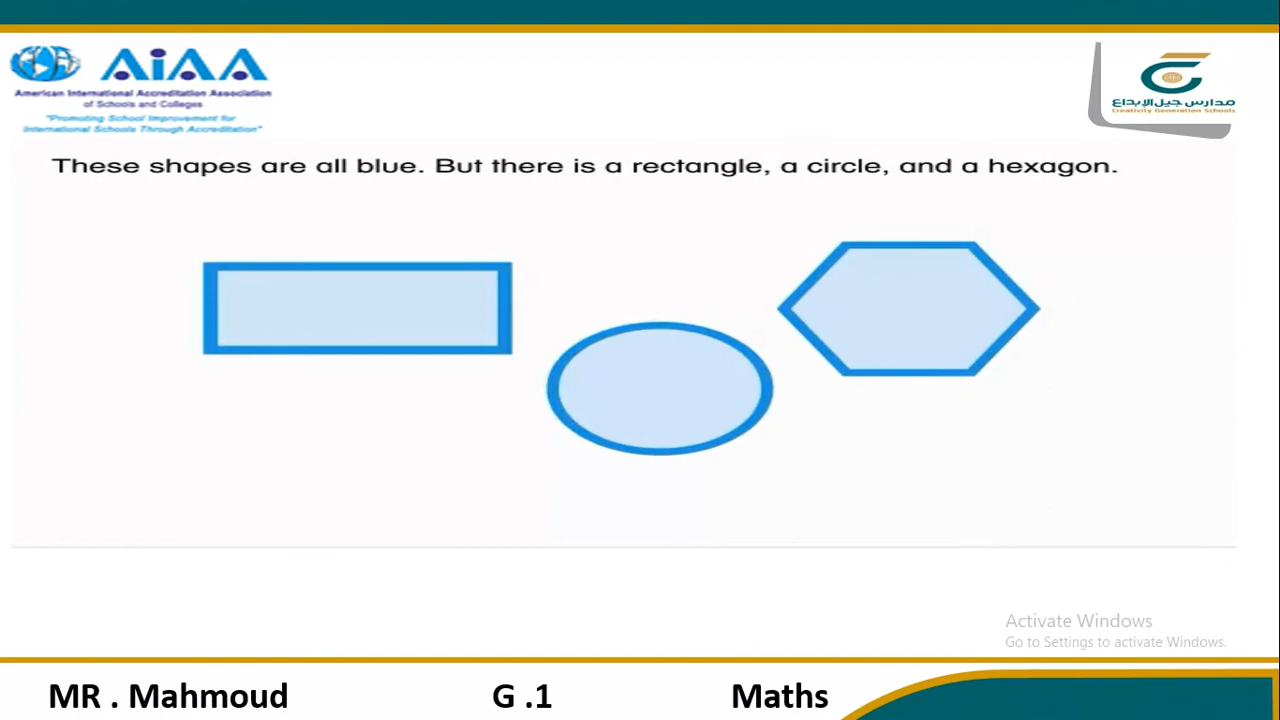 AiAA
American International Accreditation Association
of Schools and Colleges
"Promoting School Improvement for
International Schools Through Accreditation"
مدارس جيل الإبداع
Creativity Generation Schools
These shapes are all blue. But there is a rectangle, a circle, and a hexagon.
Activate Windows
Go to Settings to activate Windows.
MR . Mahmoud G .1 Maths